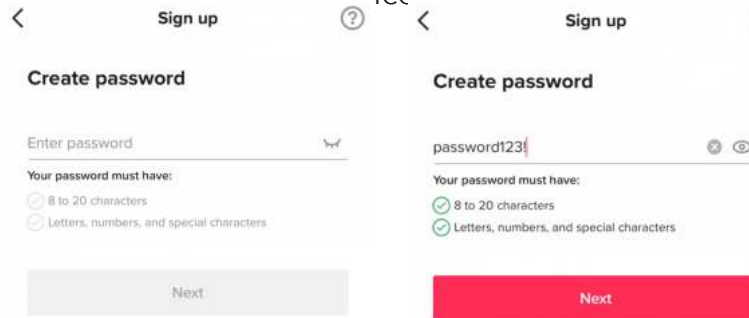 Sign up
Create password
Enter password
Your password must have:
8 to 20 characters
Letters, numbers, and special characters
Next
Sign up
Create password
password123!
Your password must have:
8 to 20 characters
Letters, numbers, and special characters
Next